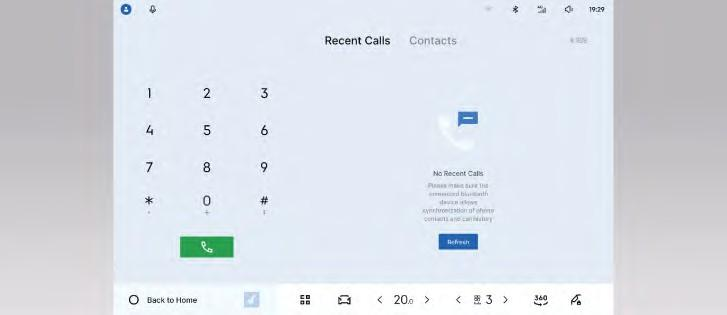 19:29
Recent Calls Contacts
1 2 3
4 5 6
7 8 9
* 0 #
+
No Recent Calls
Please make sure the
connected bluetooth
device allows
synchronization of phone
contacts and call history
Refresh
Back to Home
20.0
3
360